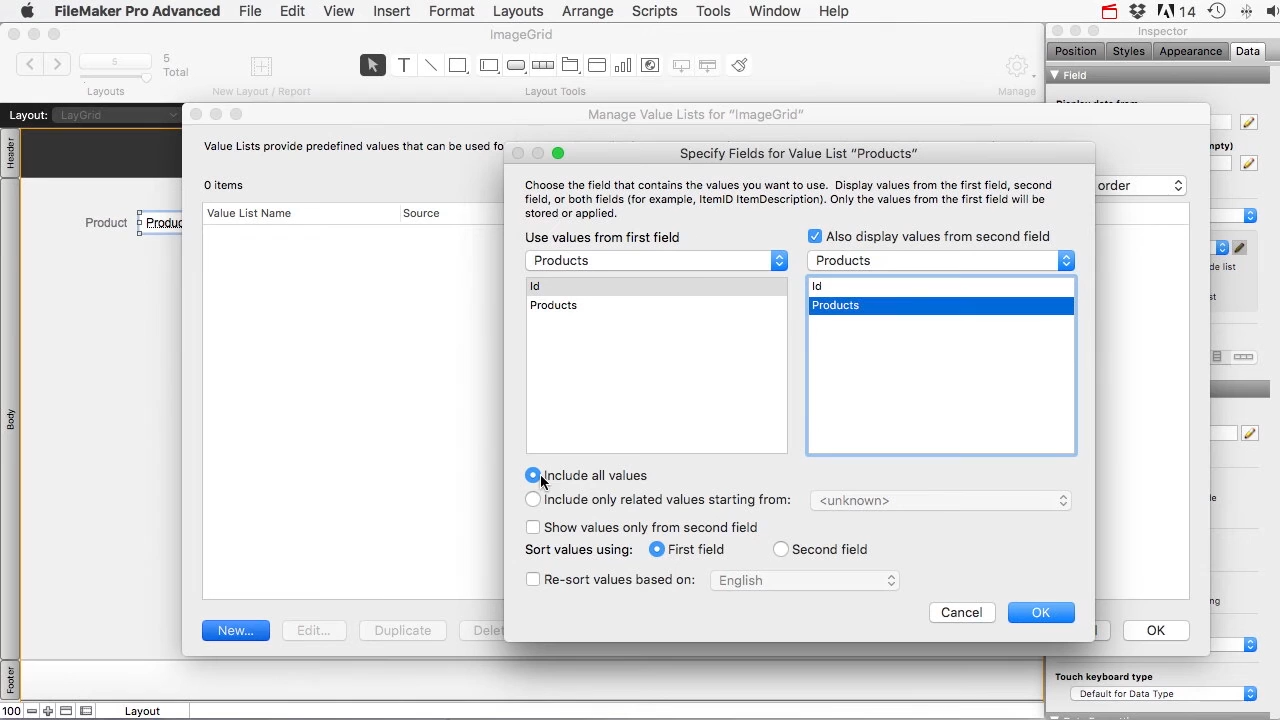 FileMaker Pro Advanced File Edit View Insert Format Layouts Arrange Scripts Tools Window Help 14
ImageGrid
Inspector
5
5
Total
Layouts
New Layout / Report
Layout Tools
Manage
Position Styles Appearance Data
Field
Layout: LayGrid
Manage Value Lists for "ImageGrid"
Value Lists provide predefined values that can be used fo
0 items
order
Value List Name Source
Header
Product
Produc
Body
Footer
Specify Fields for Value List "Products"
Choose the field that contains the values you want to use. Display values from the first field, second
field, or both fields (for example, ItemID ItemDescription). Only the values from the first field will be
stored or applied.
Use values from first field
Also display values from second field
Products
Products
Id
Products
Id
Products
Include all values
Include only related values starting from: <unknown>
Show values only from second field
Sort values using: First field Second field
Re-sort values based on: English
Cancel OK
New... Edit... Duplicate Delet
OK
Touch keyboard type
Default for Data Type
100
Layout